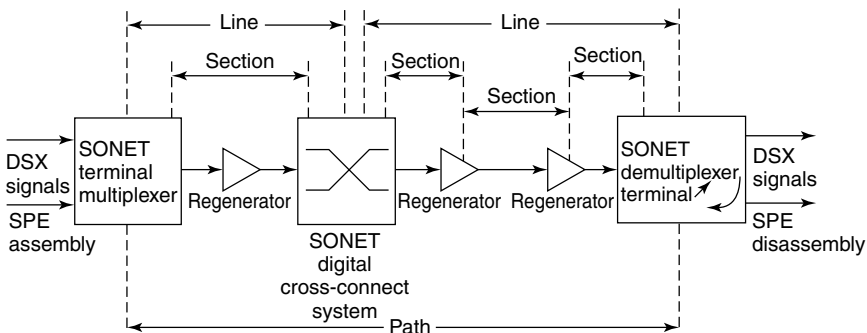 Line
Line
Section
Section
Section
Section
DSX
signals
SPE
assembly
SONET
terminal
multiplexer
Regenerator
SONET
digital
cross-connect
system
Regenerator
Regenerator
SONET
demultiplexer
terminal
DSX
signals
SPE
disassembly
Path